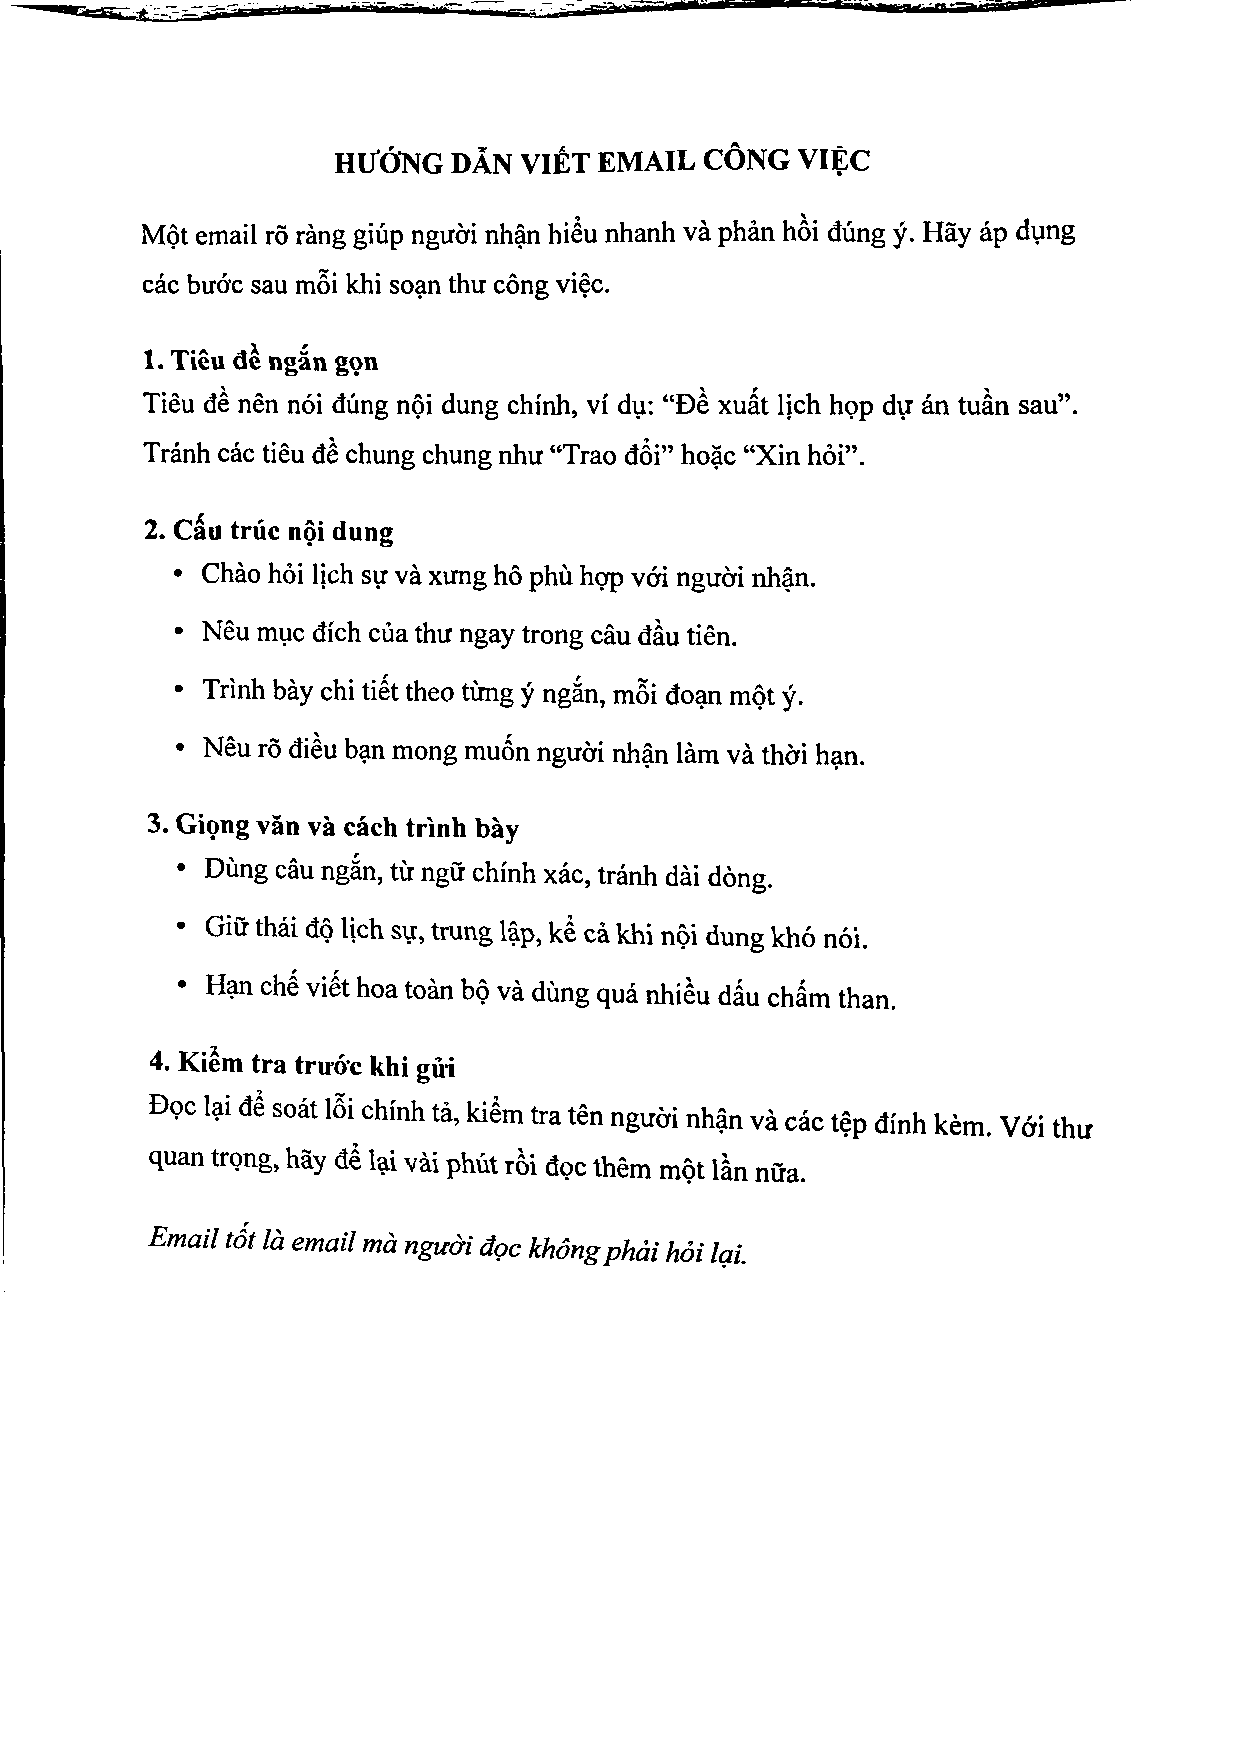 HƯỚNG DẪN VIẾT EMAIL CÔNG VIỆC
Một email rõ ràng giúp người nhận hiểu nhanh và phản hồi đúng ý. Hãy áp dụng
các bước sau mỗi khi soạn thư công việc.
1. Tiêu đề ngắn gọn
Tiêu đề nên nói đúng nội dung chính, ví dụ: “Đề xuất lịch họp dự án tuần sau”.
Tránh các tiêu đề chung chung như “Trao đổi” hoặc “Xin hỏi”.
2. Cấu trúc nội dung
• Chào hỏi lịch sự và xưng hô phù hợp với người nhận.
• Nêu mục đích của thư ngay trong câu đầu tiên.
• Trình bày chi tiết theo từng ý ngắn, mỗi đoạn một ý.
• Nêu rõ điều bạn mong muốn người nhận làm và thời hạn.
3. Giọng văn và cách trình bày
• Dùng câu ngắn, từ ngữ chính xác, tránh dài dòng.
• Giữ thái độ lịch sự, trung lập, kể cả khi nội dung khó nói.
• Hạn chế viết hoa toàn bộ và dùng quá nhiều dấu chấm than.
4. Kiểm tra trước khi gửi
Đọc lại để soát lỗi chính tả, kiểm tra tên người nhận và các tệp đính kèm. Với thư
quan trọng, hãy để lại vài phút rồi đọc thêm một lần nữa.
Email tốt là email mà người đọc không phải hỏi lại.